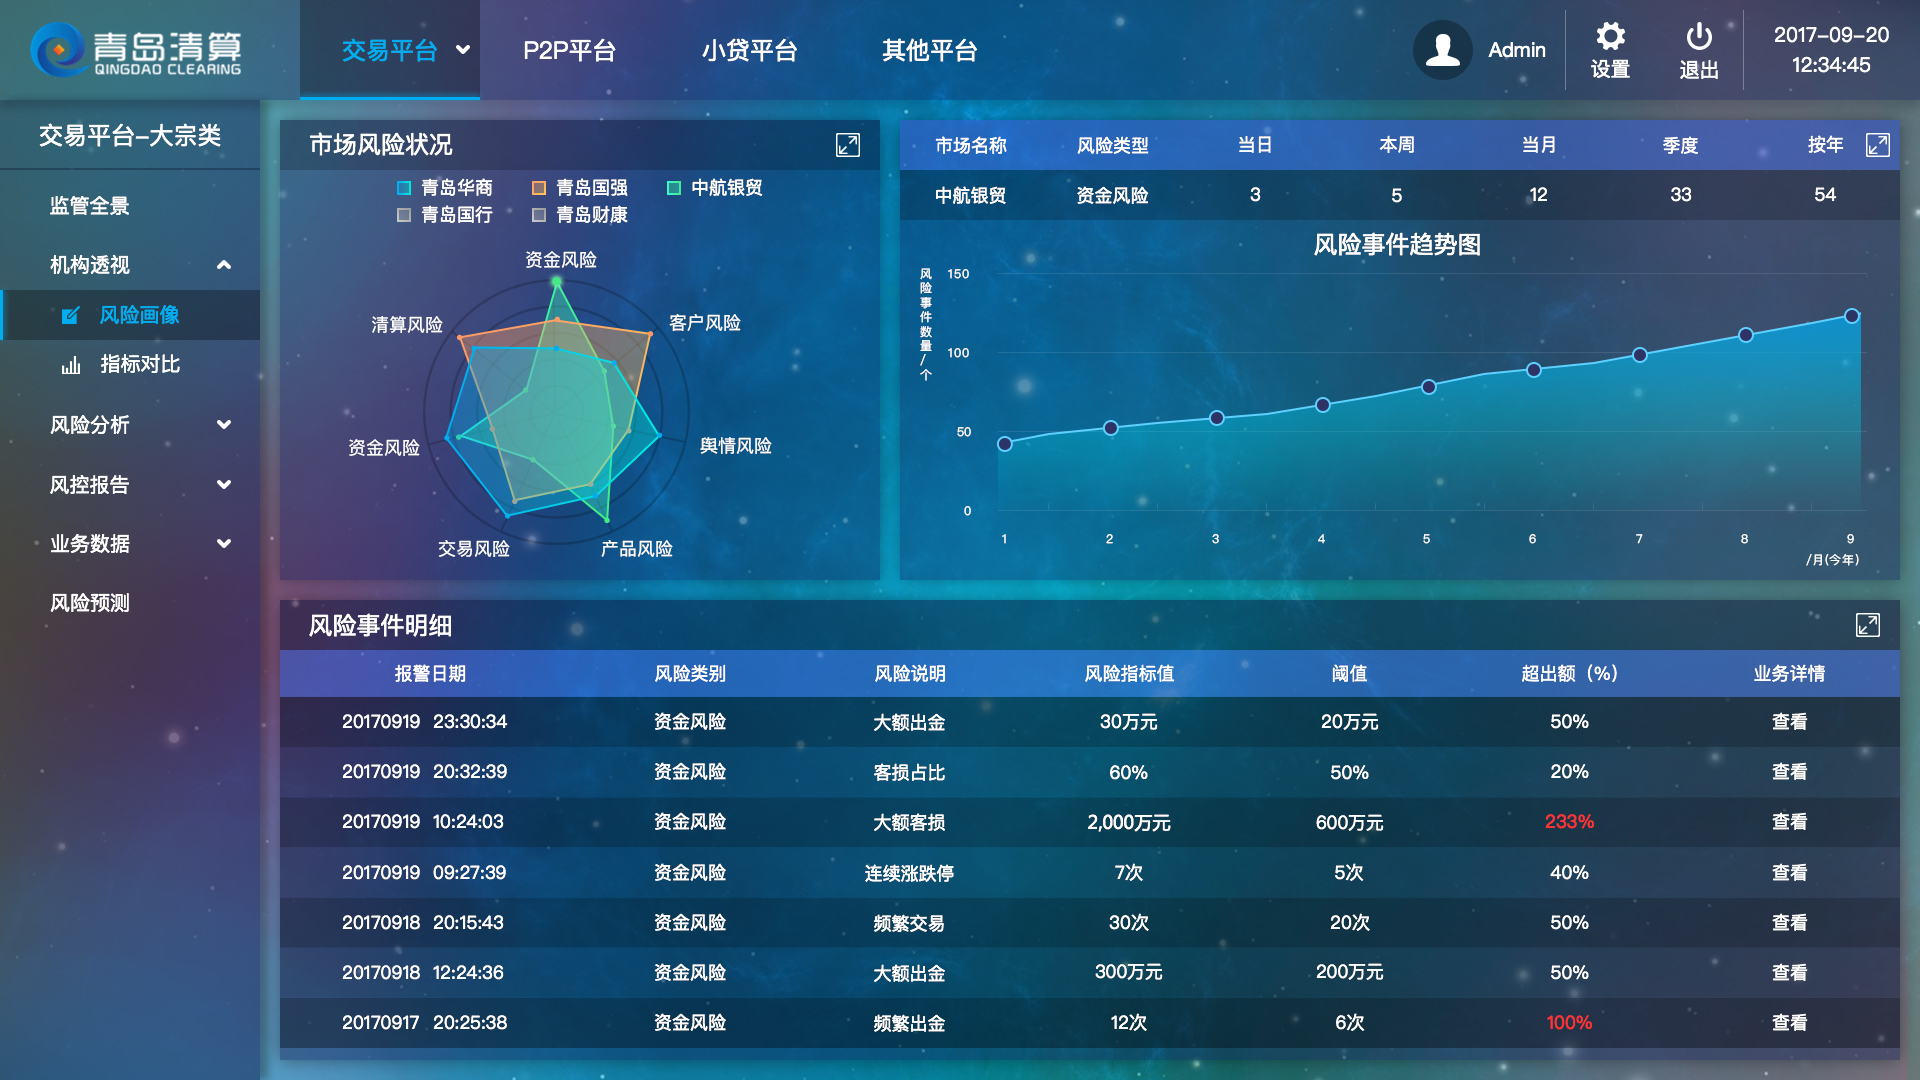 青岛清算
QINGDAO CLEARING
交易平台
P2P平台
小贷平台
其他平台
Admin
设置
退出
2017-09-20
12:34:45
交易平台-大宗类
监管全景
机构透视
风险画像
指标对比
风险分析
风控报告
业务数据
风险预测
市场风险状况
青岛华商 青岛国强 中航银贸
青岛国行 青岛财康
资金风险
清算风险
客户风险
资金风险
舆情风险
交易风险
产品风险
市场名称 风险类型 当日 本周 当月 季度 按年
中航银贸 资金风险 3 5 12 33 54
风险事件趋势图
风险事件数量/个
150
100
50
0
1 2 3 4 5 6 7 8 9
/月(今年)
风险事件明细
报警日期 风险类别 风险说明 风险指标值 阈值 超出额（%） 业务详情
20170919 23:30:34 资金风险 大额出金 30万元 20万元 50% 查看
20170919 20:32:39 资金风险 客损占比 60% 50% 20% 查看
20170919 10:24:03 资金风险 大额客损 2,000万元 600万元 233% 查看
20170919 09:27:39 资金风险 连续涨跌停 7次 5次 40% 查看
20170918 20:15:43 资金风险 频繁交易 30次 20次 50% 查看
20170918 12:24:36 资金风险 大额出金 300万元 200万元 50% 查看
20170917 20:25:38 资金风险 频繁出金 12次 6次 100% 查看